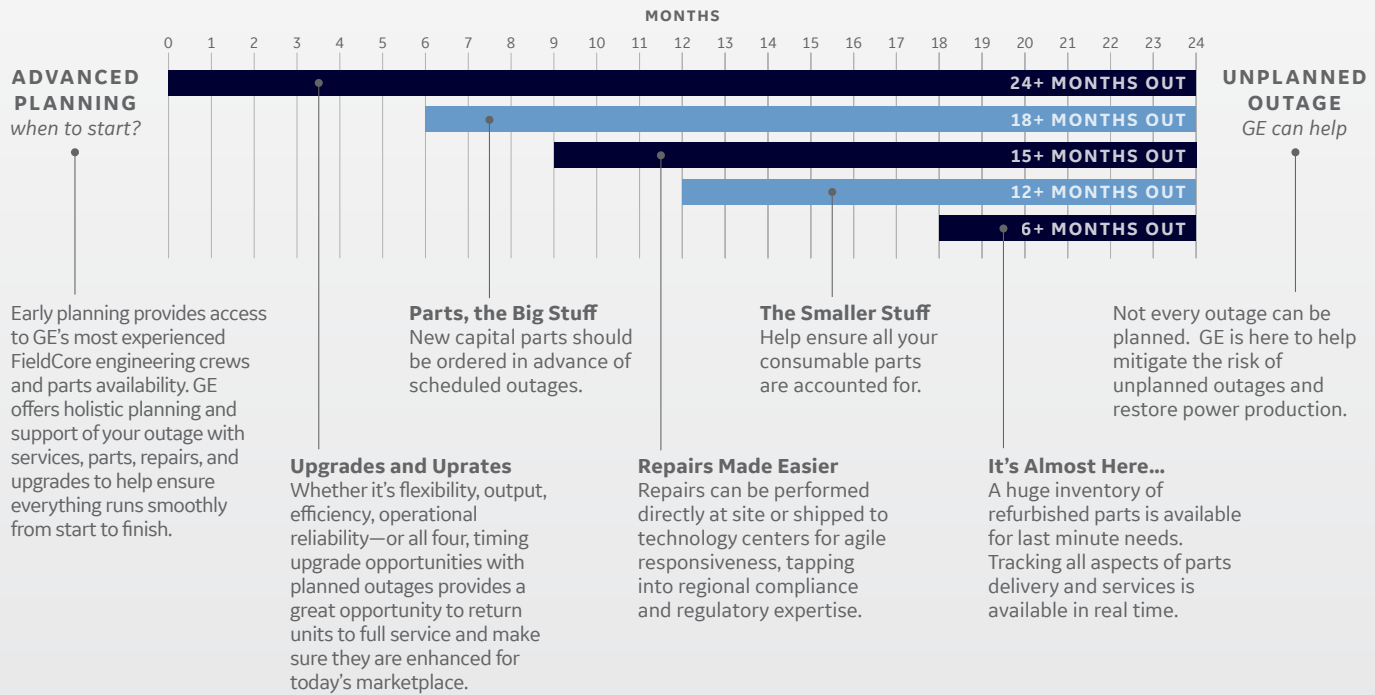 MONTHS
0 1 2 3 4 5 6 7 8 9 10 11 12 13 14 15 16 17 18 19 20 21 22 23 24
ADVANCED
PLANNING
when to start?
24+ MONTHS OUT
18+ MONTHS OUT
15+ MONTHS OUT
12+ MONTHS OUT
6+ MONTHS OUT
UNPLANNED
OUTAGE
GE can help
Early planning provides access
to GE’s most experienced
FieldCore engineering crews
and parts availability. GE
offers holistic planning and
support of your outage with
services, parts, repairs, and
upgrades to help ensure
everything runs smoothly
from start to finish.
Upgrades and Uprates
Whether it’s flexibility, output,
efficiency, operational
reliability—or all four, timing
upgrade opportunities with
planned outages provides a
great opportunity to return
units to full service and make
sure they are enhanced for
today’s marketplace.
Parts, the Big Stuff
New capital parts should
be ordered in advance of
scheduled outages.
Repairs Made Easier
Repairs can be performed
directly at site or shipped to
technology centers for agile
responsiveness, tapping
into regional compliance
and regulatory expertise.
The Smaller Stuff
Help ensure all your
consumable parts
are accounted for.
It’s Almost Here…
A huge inventory of
refurbished parts is available
for last minute needs.
Tracking all aspects of parts
delivery and services is
available in real time.
Not every outage can be
planned.  GE is here to help
mitigate the risk of
unplanned outages and
restore power production.